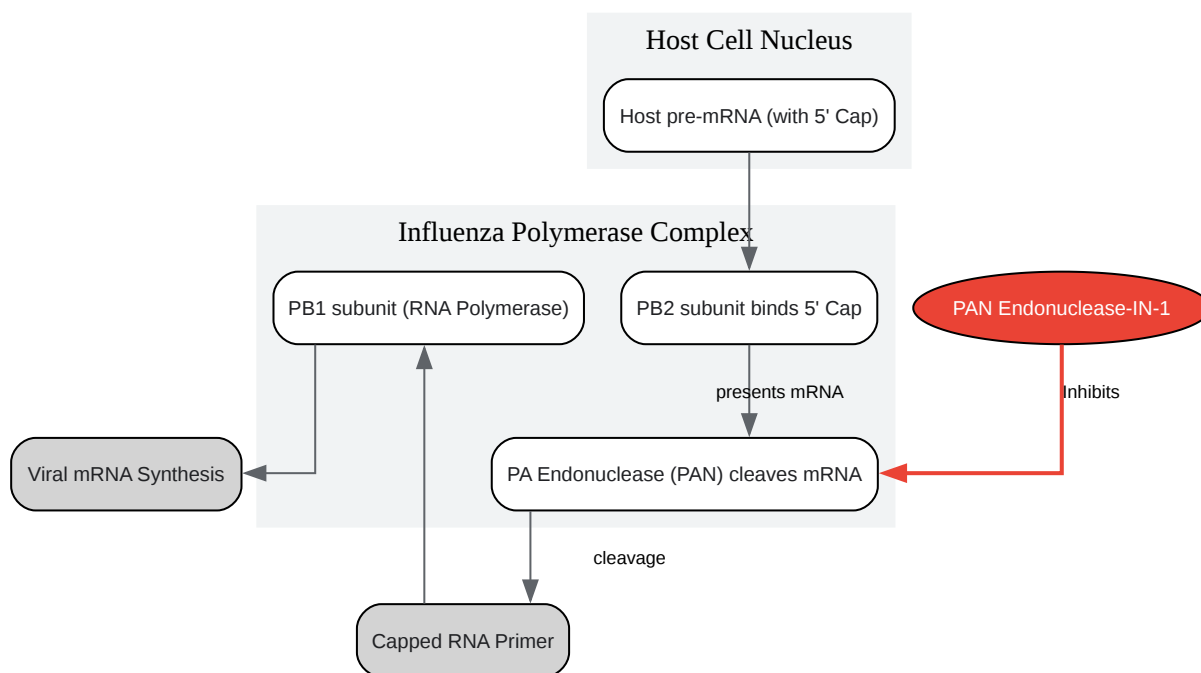 Host Cell Nucleus
Host pre-mRNA (with 5' Cap)
Influenza Polymerase Complex
PB1 subunit (RNA Polymerase)
PB2 subunit binds 5' Cap
PAN Endonuclease-IN-1
presents mRNA
Inhibits
Viral mRNA Synthesis
PA Endonuclease (PAN) cleaves mRNA
cleavage
Capped RNA Primer